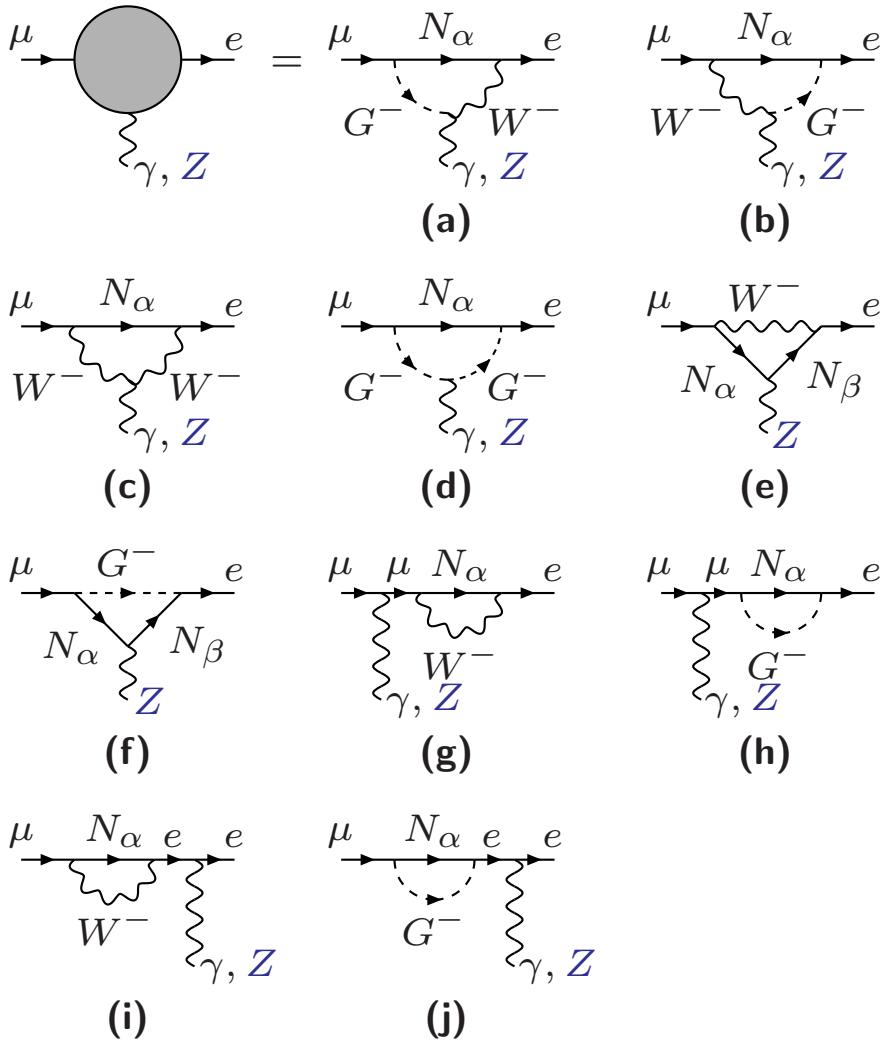 μ e = μ N_α e μ N_α e
G⁻ W⁻ W⁻ G⁻
γ, Z γ, Z γ, Z
(a) (b)
μ N_α e μ N_α e μ W⁻ e
W⁻ W⁻ G⁻ G⁻ N_α N_β
γ, Z γ, Z Z
(c) (d) (e)
μ G⁻ e μ μ N_α e μ μ N_α e
N_α N_β W⁻ G⁻
Z γ, Z γ, Z
(f) (g) (h)
μ N_α e e μ N_α e e
W⁻ G⁻
γ, Z γ, Z
(i) (j)